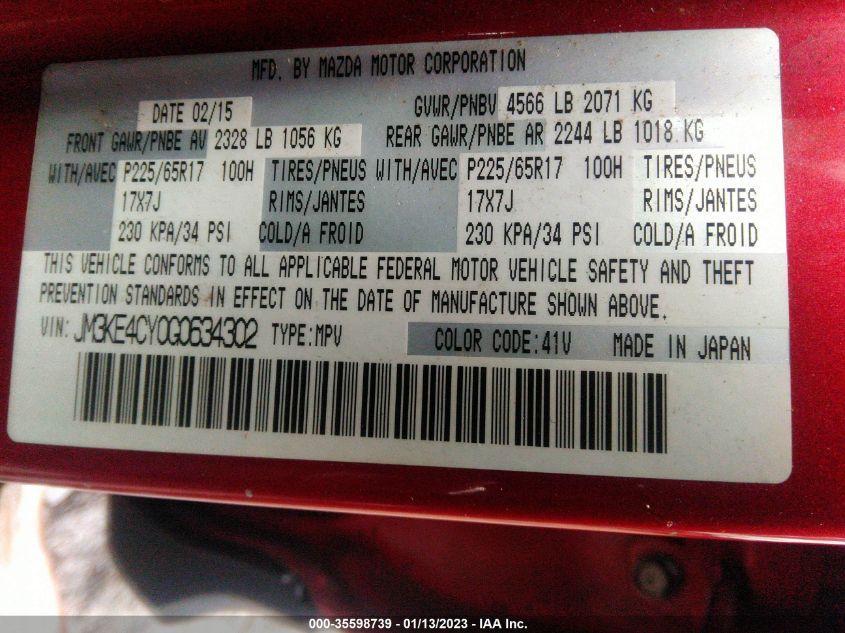 MFD. BY MAZDA MOTOR CORPORATION
DATE 02/15 GVWR/PNBV 4566 LB 2071 KG
FRONT GAWR/PNBE AV 2328 LB 1056 KG REAR GAWR/PNBE AR 2244 LB 1018 KG
WITH/AVEC P225/65R17 100H TIRES/PNEUS WITH/AVEC P225/65R17 100H TIRES/PNEUS
17X7J RIMS/JANTES 17X7J RIMS/JANTES
230 KPA/34 PSI COLD/A FROID 230 KPA/34 PSI COLD/A FROID
THIS VEHICLE CONFORMS TO ALL APPLICABLE FEDERAL MOTOR VEHICLE SAFETY AND THEFT
PREVENTION STANDARDS IN EFFECT ON THE DATE OF MANUFACTURE SHOWN ABOVE.
VIN: JM3KE4CY0G0634302 TYPE:MPV COLOR CODE:41V MADE IN JAPAN
000-35598739 - 01/13/2023 - IAA Inc.